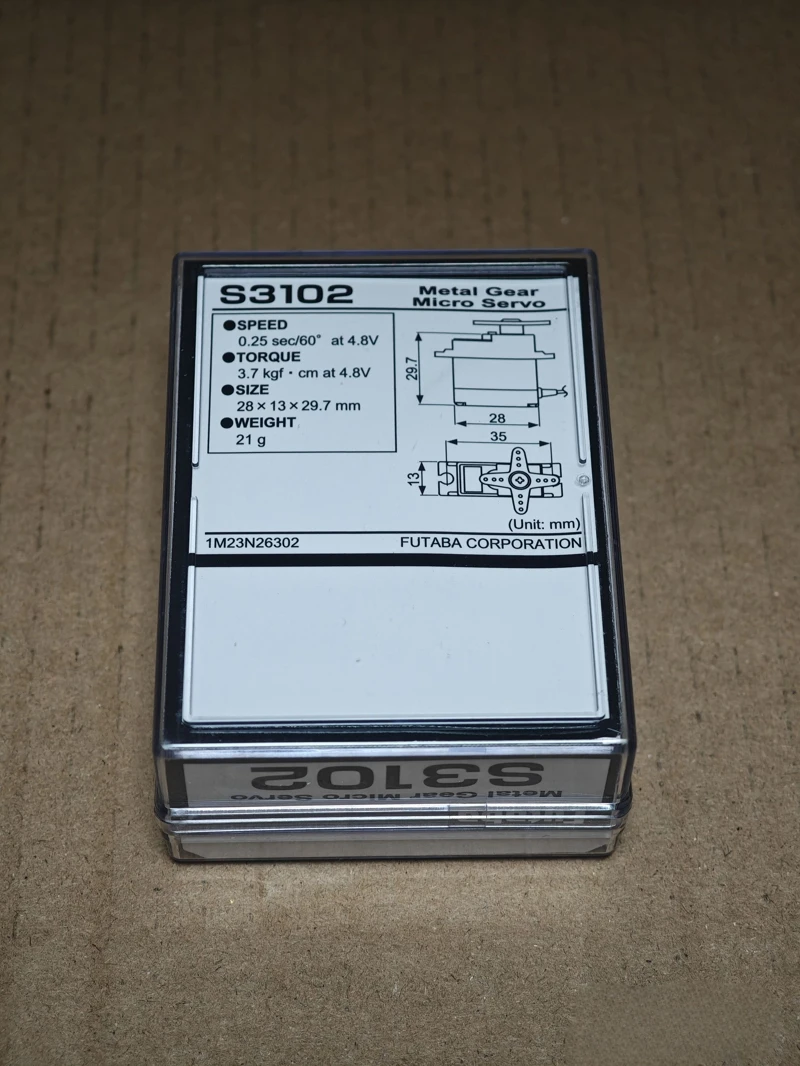 S3102
Metal Gear
Micro Servo
●SPEED
0.25 sec/60° at 4.8V
●TORQUE
3.7 kgf・cm at 4.8V
●SIZE
28×13×29.7 mm
●WEIGHT
21 g
29.7
28
35
13
(Unit: mm)
1M23N26302
FUTABA CORPORATION
S3102
Metal Gear Micro Servo
Futaba